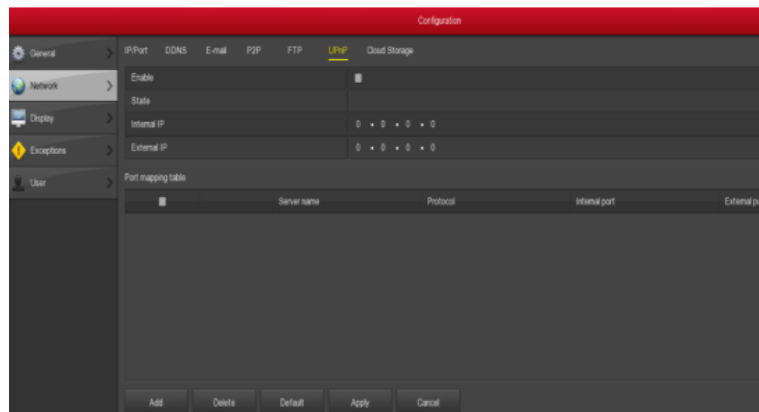 Configuration
General
IP/Port DDNS E-mail P2P FTP UPnP Cloud Storage
Network
Enable
State
Display
Internal IP 0 . 0 . 0 . 0
Exceptions
External IP 0 . 0 . 0 . 0
User
Port mapping table
Server name Protocol Internal port External p
Add Delete Default Apply Cancel